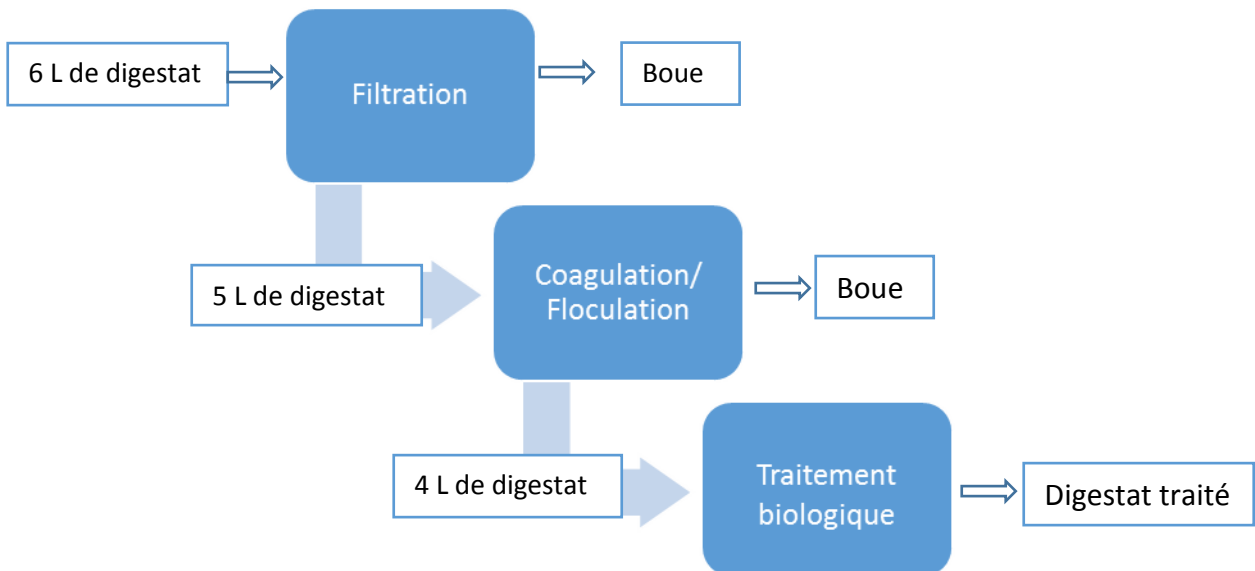 6 L de digestat
Filtration
Boue
5 L de digestat
Coagulation/
Floculation
Boue
4 L de digestat
Traitement
biologique
Digestat traité